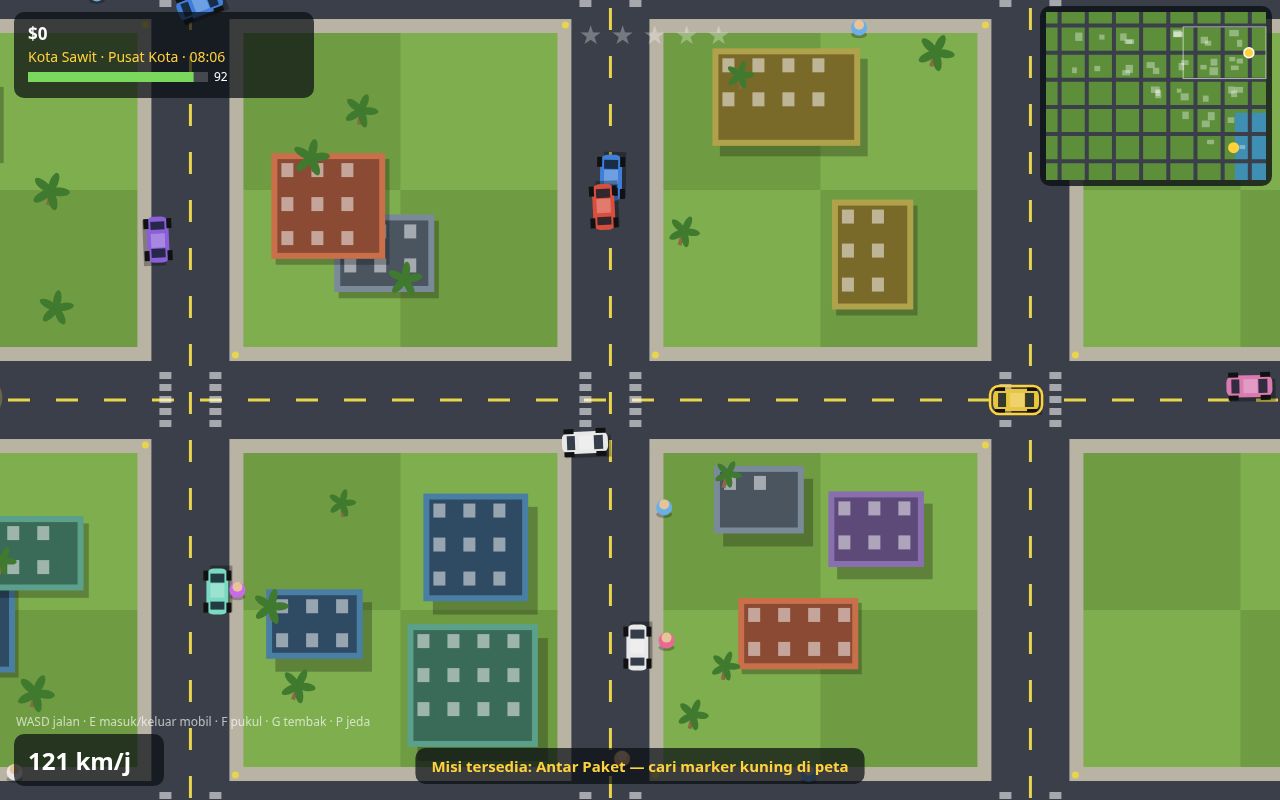 $0
Kota Sawit · Pusat Kota · 08:06
92
WASD jalan · E masuk/keluar mobil · F pukul · G tembak · P jeda
121 km/j
Misi tersedia: Antar Paket — cari marker kuning di peta